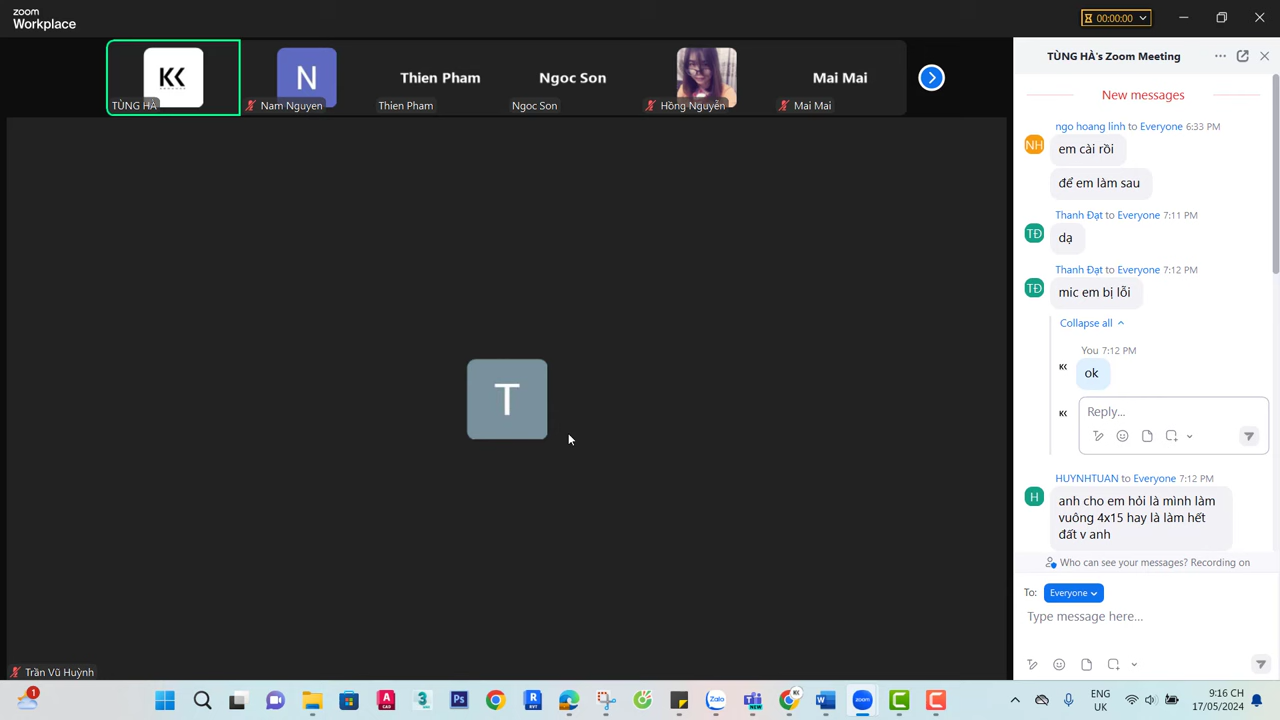 zoom
Workplace
00:00:00
KK
TÙNG HÀ
N
Nam Nguyen
Thien Pham
Thien Pham
Ngoc Son
Ngoc Son
Hồng Nguyễn
Mai Mai
Mai Mai
T
Trần Vũ Huỳnh
TÙNG HÀ's Zoom Meeting
New messages
ngo hoang linh to Everyone 6:33 PM
NH
em cài rồi
để em làm sau
Thanh Đạt to Everyone 7:11 PM
TĐ
dạ
Thanh Đạt to Everyone 7:12 PM
TĐ
mic em bị lỗi
Collapse all
You 7:12 PM
KK
ok
KK
Reply...
HUYNHTUAN to Everyone 7:12 PM
H
anh cho em hỏi là mình làm
vuông 4x15 hay là làm hết
đất v anh
Who can see your messages? Recording on
To: Everyone
Type message here...
1
ENG
UK
9:16 CH
17/05/2024